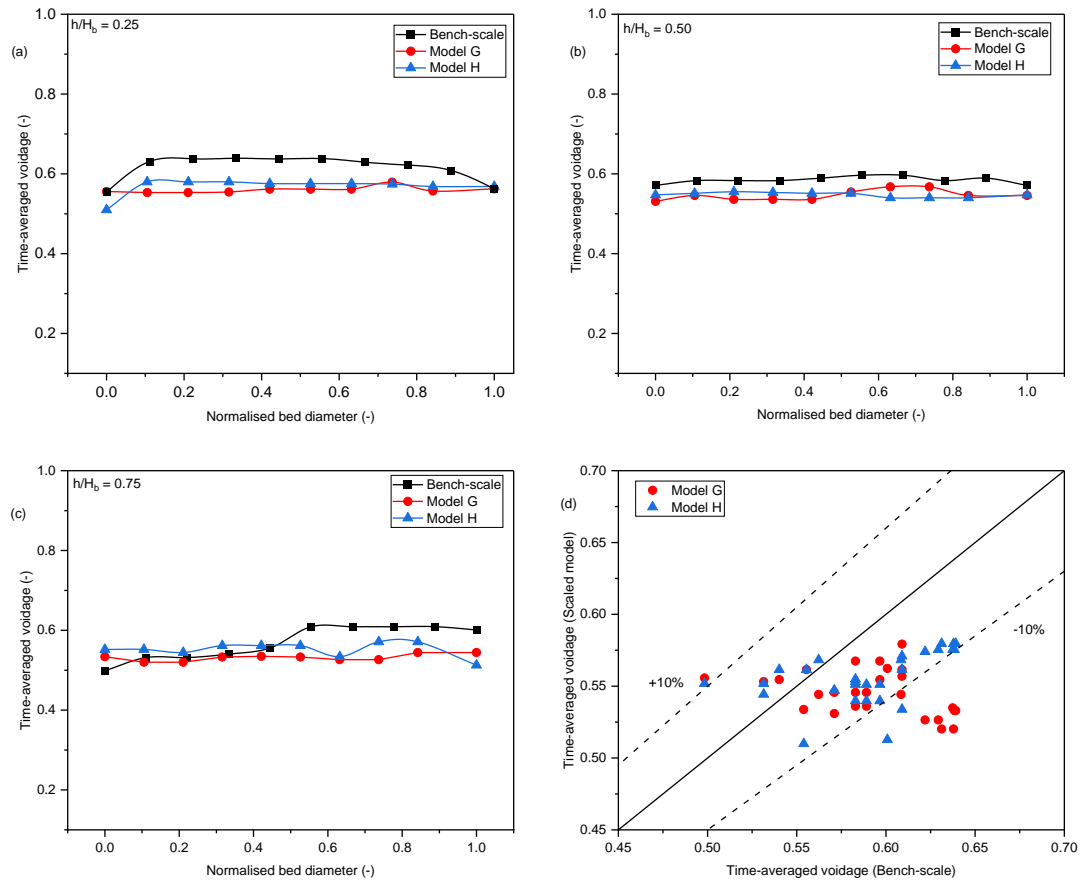 (a)
h/Hb = 0.25
Bench-scale
Model G
Model H
1.0
0.8
0.6
0.4
0.2
Time-averaged voidage (-)
0.0 0.2 0.4 0.6 0.8 1.0
Normalised bed diameter (-)
(b)
h/Hb = 0.50
Bench-scale
Model G
Model H
1.0
0.8
0.6
0.4
0.2
Time-averaged voidage (-)
0.0 0.2 0.4 0.6 0.8 1.0
Normalised bed diameter (-)
(c)
h/Hb = 0.75
Bench-scale
Model G
Model H
1.0
0.8
0.6
0.4
0.2
Time-averaged voidage (-)
0.0 0.2 0.4 0.6 0.8 1.0
Normalised bed diameter (-)
(d)
Model G
Model H
0.70
0.65
0.60
0.55
0.50
0.45
Time-averaged voidage (Scaled model)
+10%
-10%
0.45 0.50 0.55 0.60 0.65 0.70
Time-averaged voidage (Bench-scale)